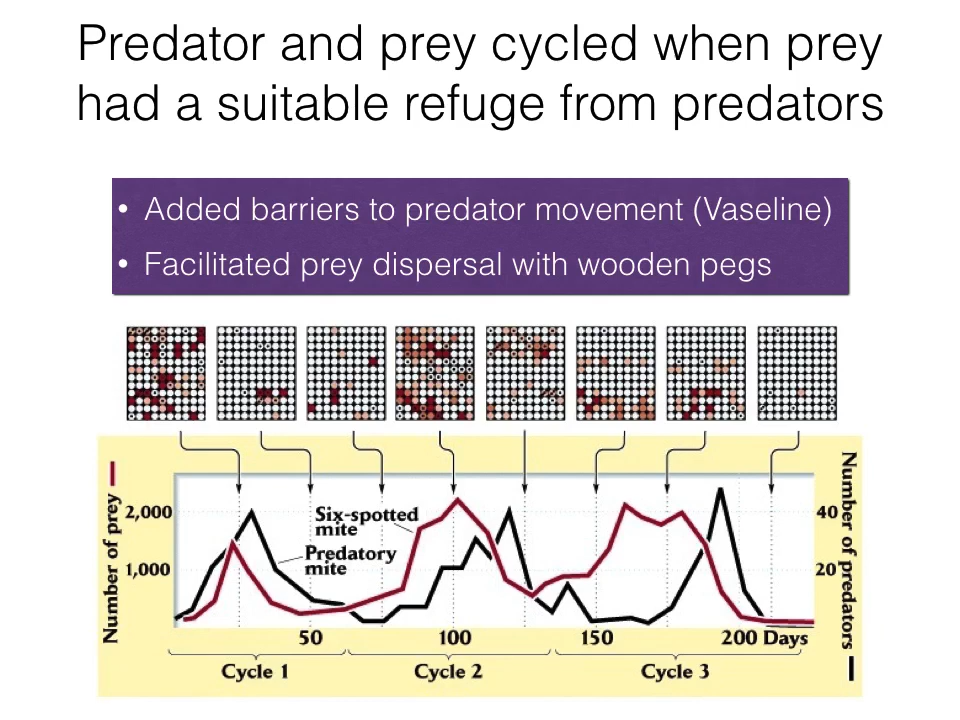 Predator and prey cycled when prey
had a suitable refuge from predators
• Added barriers to predator movement (Vaseline)
• Facilitated prey dispersal with wooden pegs
Number of prey
2,000
1,000
Six-spotted
mite
Predatory
mite
40
20
Number of predators
50
100
150
200 Days
Cycle 1
Cycle 2
Cycle 3